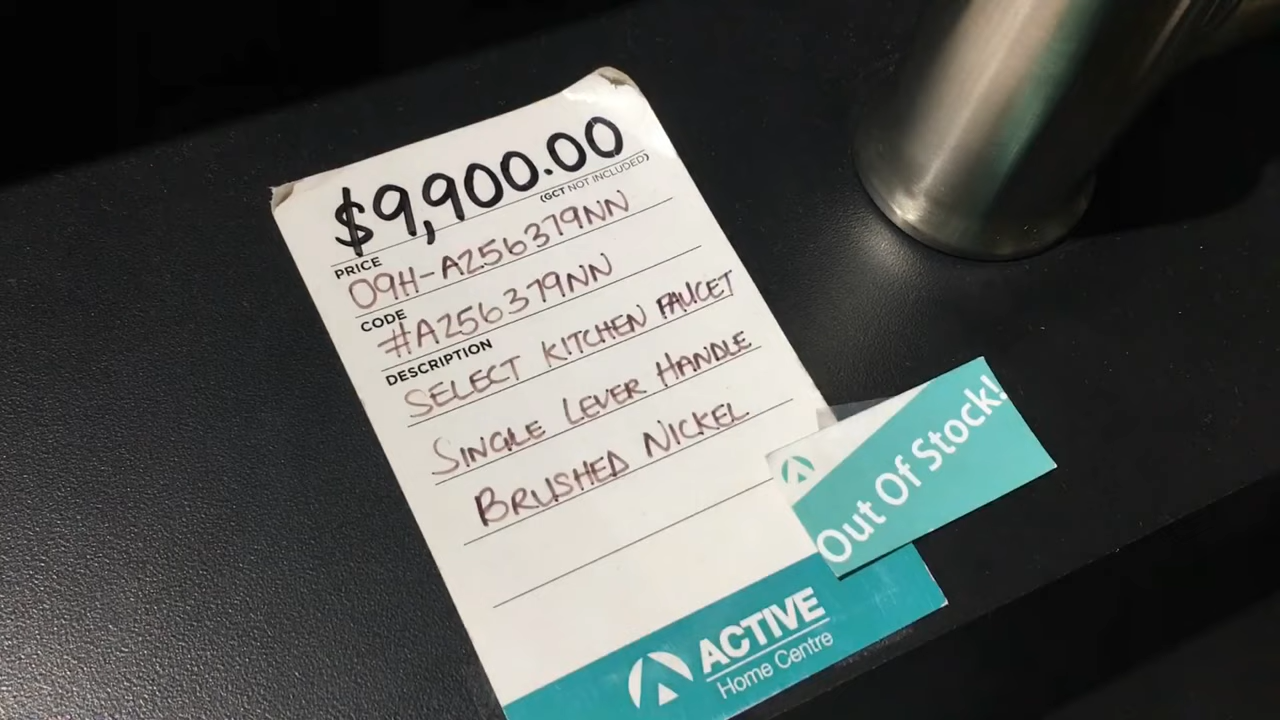 $9,900.00
PRICE (GCT NOT INCLUDED)
09H-A256379NN
CODE
#A256379NN
DESCRIPTION
SELECT KITCHEN FAUCET
SINGLE LEVER HANDLE
BRUSHED NICKEL
Out Of Stock!
ACTIVE
Home Centre